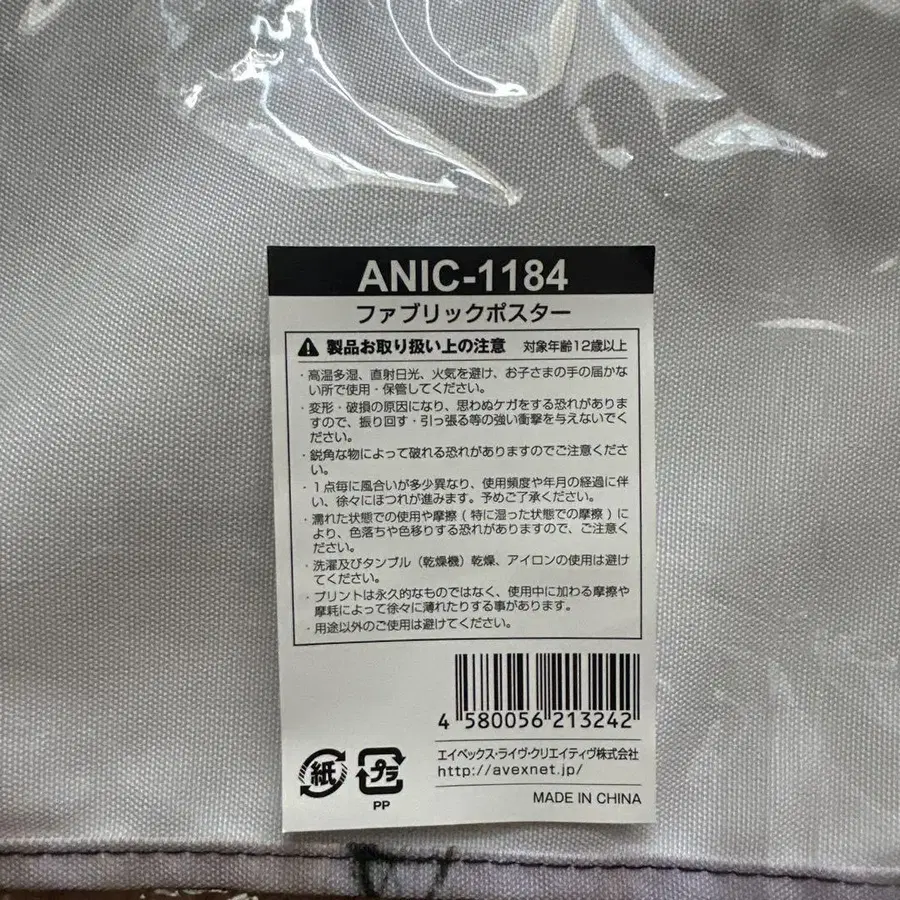 ANIC-1184
ファブリックポスター
製品お取り扱い上の注意 対象年齢12歳以上
・高温多湿、直射日光、火気を避け、お子さまの手の届かな
い所で使用・保管してください。
・変形・破損の原因になり、思わぬケガをする恐れがありま
すので、振り回す・引っ張る等の強い衝撃を与えないでく
ださい。
・鋭角な物によって破れる恐れがありますのでご注意くださ
い。
・1点毎に風合いが多少異なり、使用頻度や年月の経過に伴
い、徐々にほつれが進みます。予めご了承ください。
・濡れた状態での使用や摩擦（特に湿った状態での摩擦）に
より、色落ちや色移りする恐れがありますので、ご注意く
ださい。
・洗濯及びタンブル（乾燥機）乾燥、アイロンの使用は避け
てください。
・プリントは永久的なものではなく、使用中に加わる摩擦や
摩耗によって徐々に薄れたりする事があります。
・用途以外のご使用は避けてください。
4 580056 213242
エイベックス・ライヴ・クリエイティヴ株式会社
http://avexnet.jp/
紙 プラ
PP
MADE IN CHINA